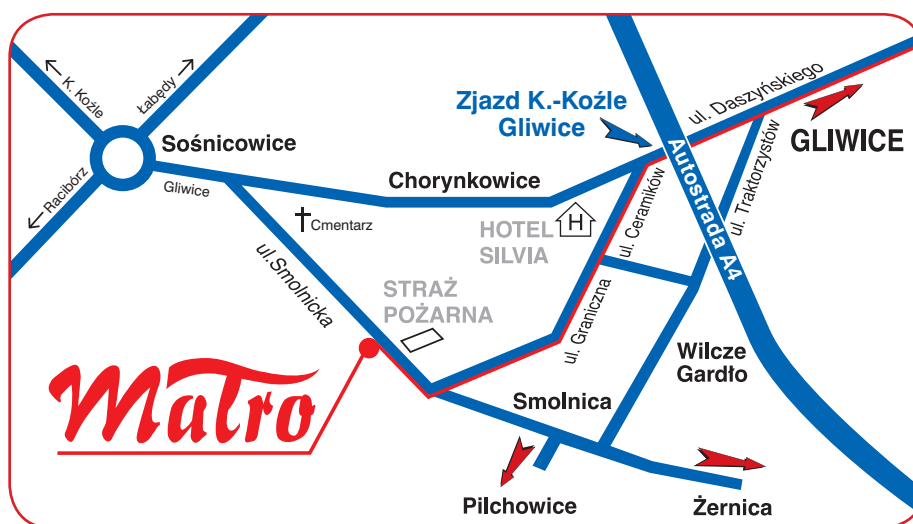 K. Koźle
Łabędy
Zjazd K.-Koźle
Gliwice
ul. Daszyńskiego
GLIWICE
Sośnicowice
Gliwice
Racibórz
Chorynkowice
Autostrada A4
ul. Traktorzystów
Cmentarz
HOTEL
SILVIA
H
ul. Ceramików
ul.Smolnicka
STRAŻ
POŻARNA
ul. Graniczna
Wilcze
Gardło
Matro
Smolnica
Pilchowice
Żernica